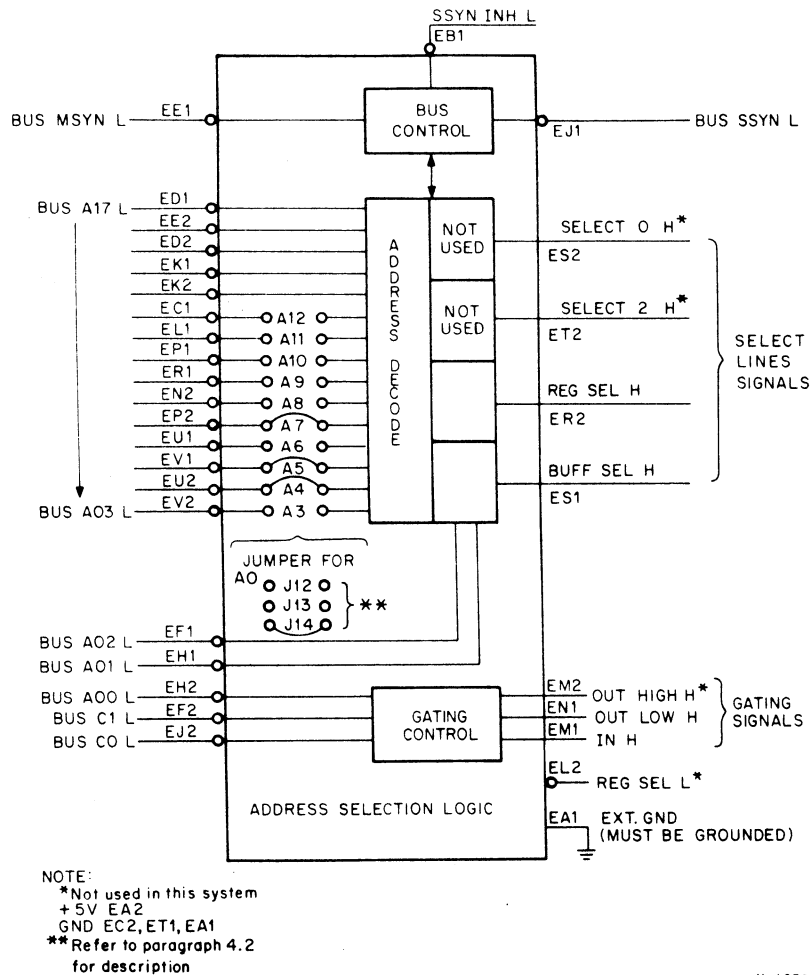 SSYN INH L
EB1
BUS MSYN L
EE1
BUS
CONTROL
EJ1
BUS SSYN L
BUS A17 L
ED1
EE2
ED2
EK1
EK2
EC1
A12
EL1
A11
EP1
A10
ER1
A9
EN2
A8
EP2
A7
EU1
A6
EV1
A5
EU2
A4
BUS A03 L
EV2
A3
ADDRESS DECODE
NOT
USED
NOT
USED
SELECT 0 H*
ES2
SELECT 2 H*
ET2
REG SEL H
ER2
BUFF SEL H
ES1
SELECT
LINES
SIGNALS
JUMPER FOR
A0
J12
J13
J14
**
BUS A02 L
EF1
BUS A01 L
EH1
BUS A00 L
EH2
BUS C1 L
EF2
BUS C0 L
EJ2
GATING
CONTROL
EM2
OUT HIGH H*
EN1
OUT LOW H
EM1
IN H
GATING
SIGNALS
EL2
REG SEL L*
ADDRESS SELECTION LOGIC
EA1
EXT. GND
(MUST BE GROUNDED)
NOTE:
*Not used in this system
+5V EA2
GND EC2, ET1, EA1
**Refer to paragraph 4.2
for description